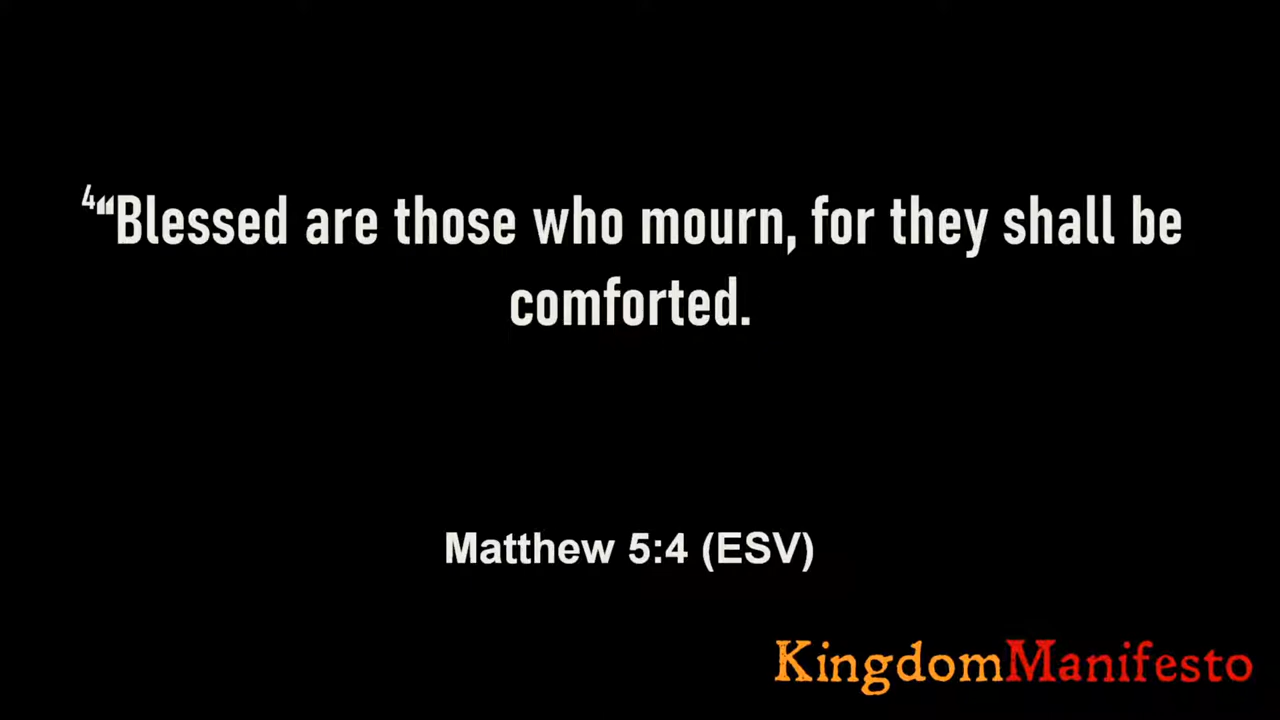 4“Blessed are those who mourn, for they shall be
comforted.
Matthew 5:4 (ESV)
KingdomManifesto